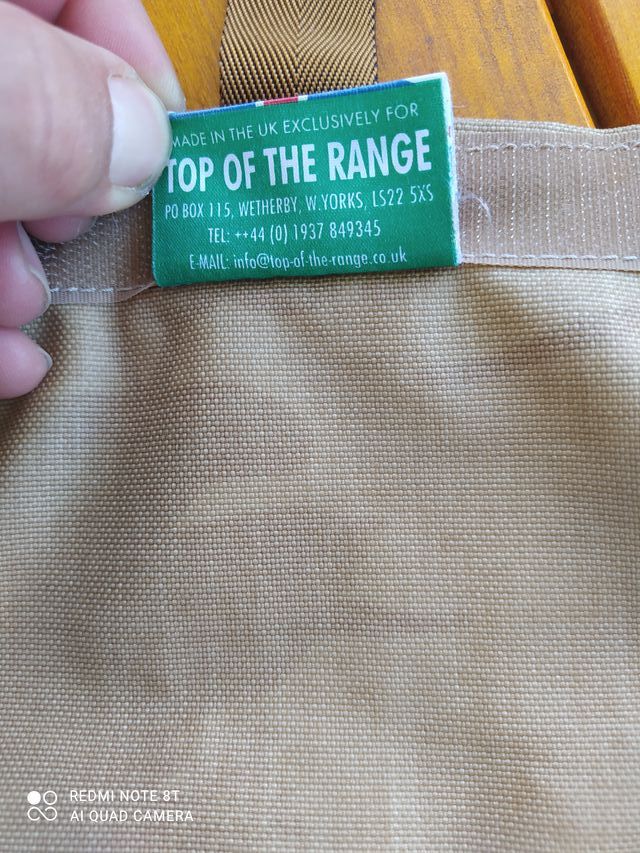 MADE IN THE UK EXCLUSIVELY FOR
TOP OF THE RANGE
PO BOX 115, WETHERBY, W.YORKS, LS22 5XS
TEL: ++44 (0) 1937 849345
E-MAIL: info@top-of-the-range.co.uk
REDMI NOTE 8T
AI QUAD CAMERA